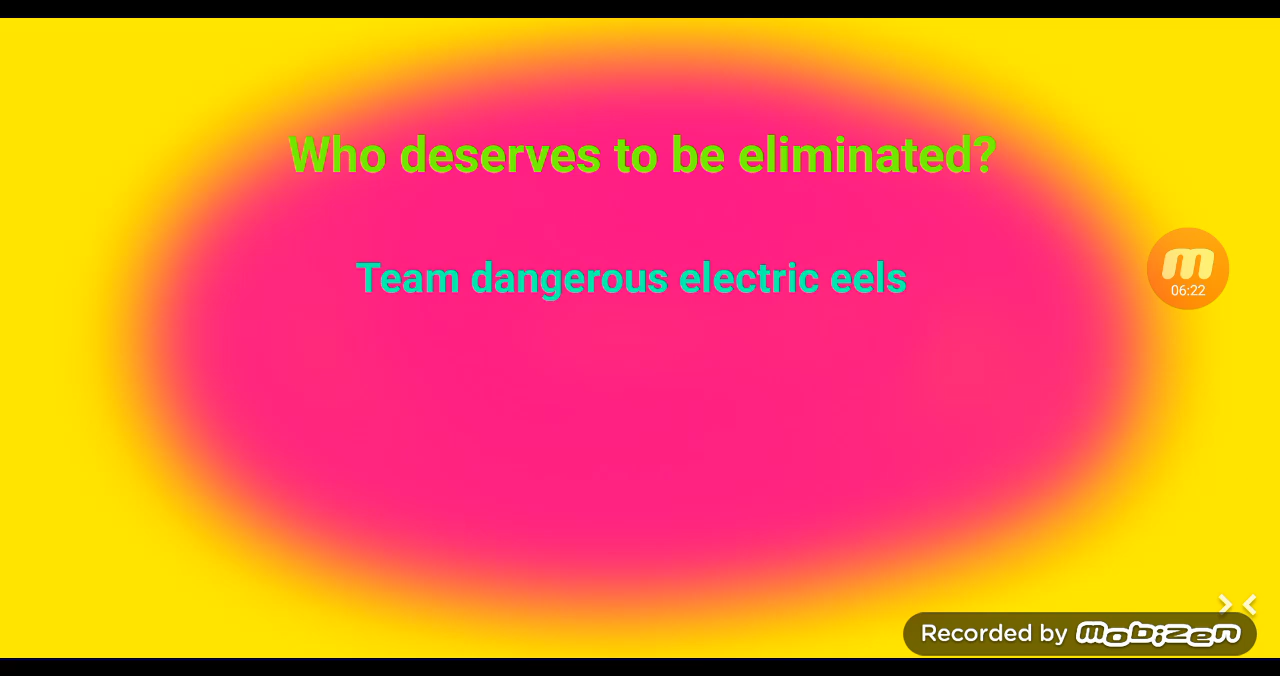 Who deserves to be eliminated?
Team dangerous electric eels
m
06:22
Recorded by mobizen